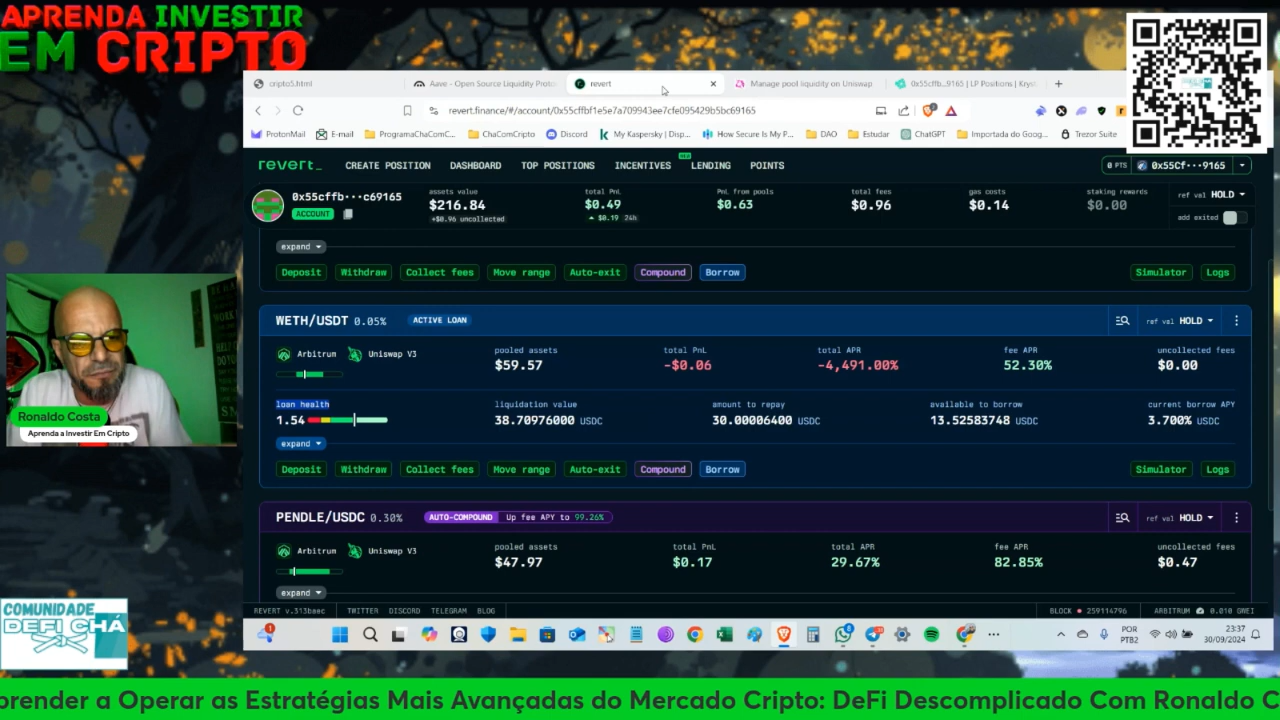 APRENDA INVESTIR
EM CRIPTO
cripto5.html
Aave - Open Source Liquidity Proto
revert
Manage pool liquidity on Uniswap
0x55cffb...9165 | LP Positions | Krys
revert.finance/#/account/0x55cffbf1e5e7a709943ee7cfe095429b5bc69165
ProtonMail E-mail ProgramaChaComC... ChaComCripto Discord My Kaspersky | Disp... How Secure Is My P... DAO Estudar ChatGPT Importada do Goog... Trezor Suite
revert_ CREATE POSITION DASHBOARD TOP POSITIONS INCENTIVES LENDING POINTS 0 PTS 0x55Cf···9165
0x55cffb···c69165 ACCOUNT
assets value total PnL PnL from pools total fees gas costs staking rewards ref val HOLD
$216.84 $0.49 $0.63 $0.96 $0.14 $0.00
+$0.96 uncollected $0.19 24h add exited
expand
Deposit Withdraw Collect fees Move range Auto-exit Compound Borrow Simulator Logs
WETH/USDT 0.05% ACTIVE LOAN ref val HOLD
Arbitrum Uniswap V3
pooled assets total PnL total APR fee APR uncollected fees
$59.57 -$0.06 -4,491.00% 52.30% $0.00
loan health liquidation value amount to repay available to borrow current borrow APY
1.54 38.70976000 USDC 30.00006400 USDC 13.52583748 USDC 3.700% USDC
expand
Deposit Withdraw Collect fees Move range Auto-exit Compound Borrow Simulator Logs
PENDLE/USDC 0.30% AUTO-COMPOUND Up fee APY to 99.26% ref val HOLD
Arbitrum Uniswap V3
pooled assets total PnL total APR fee APR uncollected fees
$47.97 $0.17 29.67% 82.85% $0.47
expand
REVERT v.313baec TWITTER DISCORD TELEGRAM BLOG BLOCK 259114796 ARBITRUM 0.010 GWEI
POR
PTB2
23:37
30/09/2024
Ronaldo Costa
Aprenda a Investir Em Cripto
COMUNIDADE
DEFI CHÁ
prender a Operar as Estratégias Mais Avançadas do Mercado Cripto: DeFi Descomplicado Com Ronaldo C